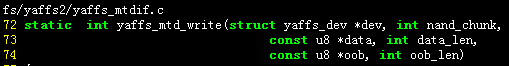 fs/yaffs2/yaffs_mtdif.c
72 static  int yaffs_mtd_write(struct yaffs_dev *dev, int nand_chunk,
73                             const u8 *data, int data_len,
74                             const u8 *oob, int oob_len)